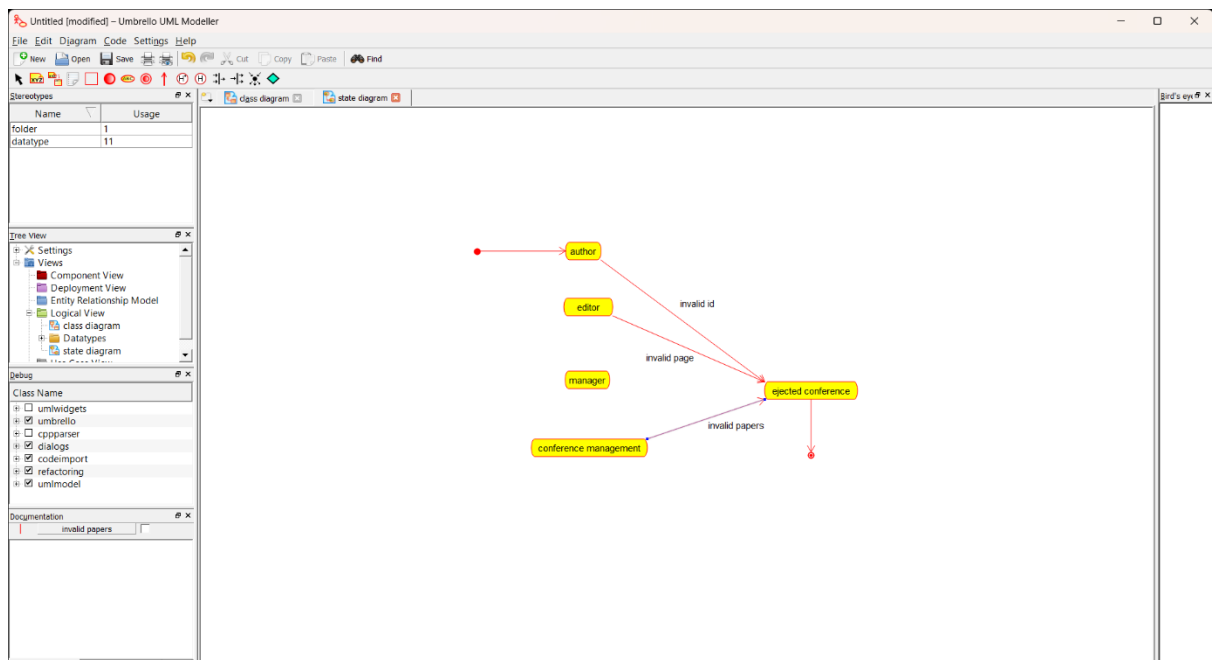 Untitled [modified] – Umbrello UML Modeller
File Edit Diagram Code Settings Help
New Open Save Cut Copy Paste Find
Stereotypes
class diagram state diagram
Bird's eye
Name Usage
folder 1
datatype 11
Tree View
Settings
Views
Component View
Deployment View
Entity Relationship Model
Logical View
class diagram
Datatypes
state diagram
Debug
Class Name
umlwidgets
umbrello
cppparser
dialogs
codeimport
refactoring
umlmodel
Documentation
invalid papers
author
invalid id
editor
invalid page
manager
ejected conference
invalid papers
conference management